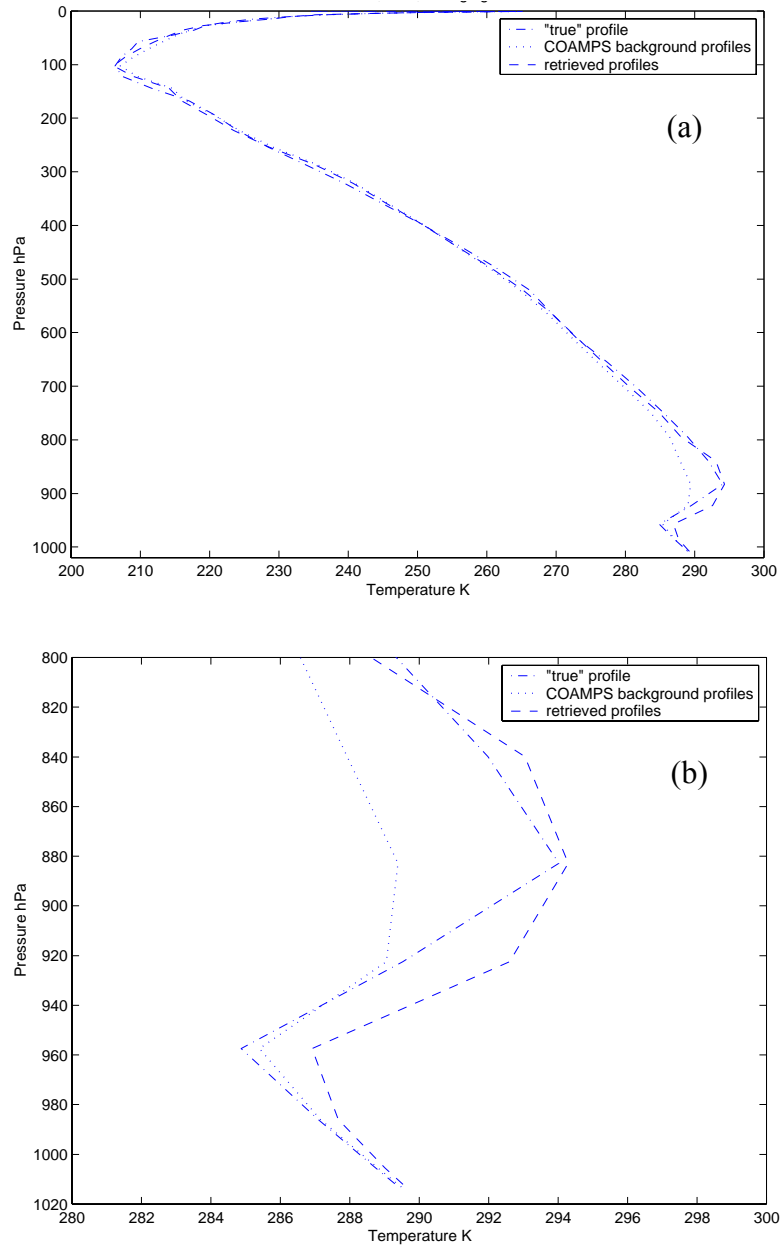 "true" profile
COAMPS background profiles
retrieved profiles
(a)
0
100
200
300
400
500
600
700
800
900
1000
Pressure hPa
200 210 220 230 240 250 260 270 280 290 300
Temperature K
"true" profile
COAMPS background profiles
retrieved profiles
(b)
800
820
840
860
880
900
920
940
960
980
1000
1020
Pressure hPa
280 282 284 286 288 290 292 294 296 298 300
Temperature K